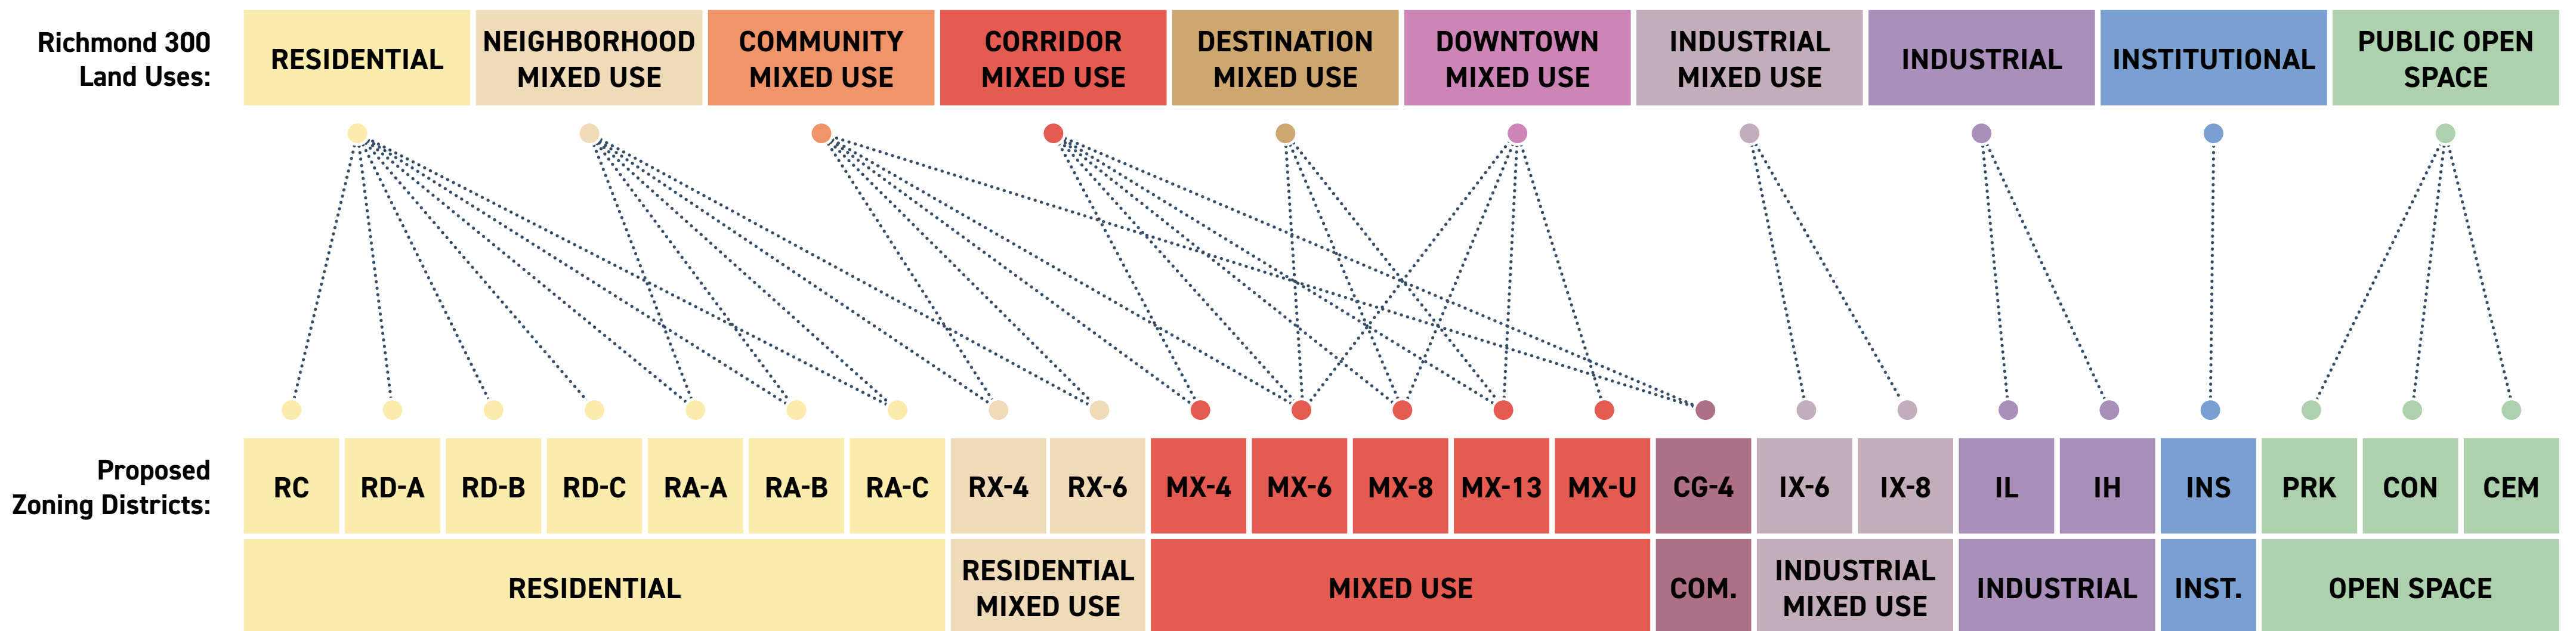 Richmond 300
Land Uses:
RESIDENTIAL
NEIGHBORHOOD
MIXED USE
COMMUNITY
MIXED USE
CORRIDOR
MIXED USE
DESTINATION
MIXED USE
DOWNTOWN
MIXED USE
INDUSTRIAL
MIXED USE
INDUSTRIAL
INSTITUTIONAL
PUBLIC OPEN
SPACE
Proposed
Zoning Districts:
RC
RD-A
RD-B
RD-C
RA-A
RA-B
RA-C
RX-4
RX-6
MX-4
MX-6
MX-8
MX-13
MX-U
CG-4
IX-6
IX-8
IL
IH
INS
PRK
CON
CEM
RESIDENTIAL
RESIDENTIAL
MIXED USE
MIXED USE
COM.
INDUSTRIAL
MIXED USE
INDUSTRIAL
INST.
OPEN SPACE